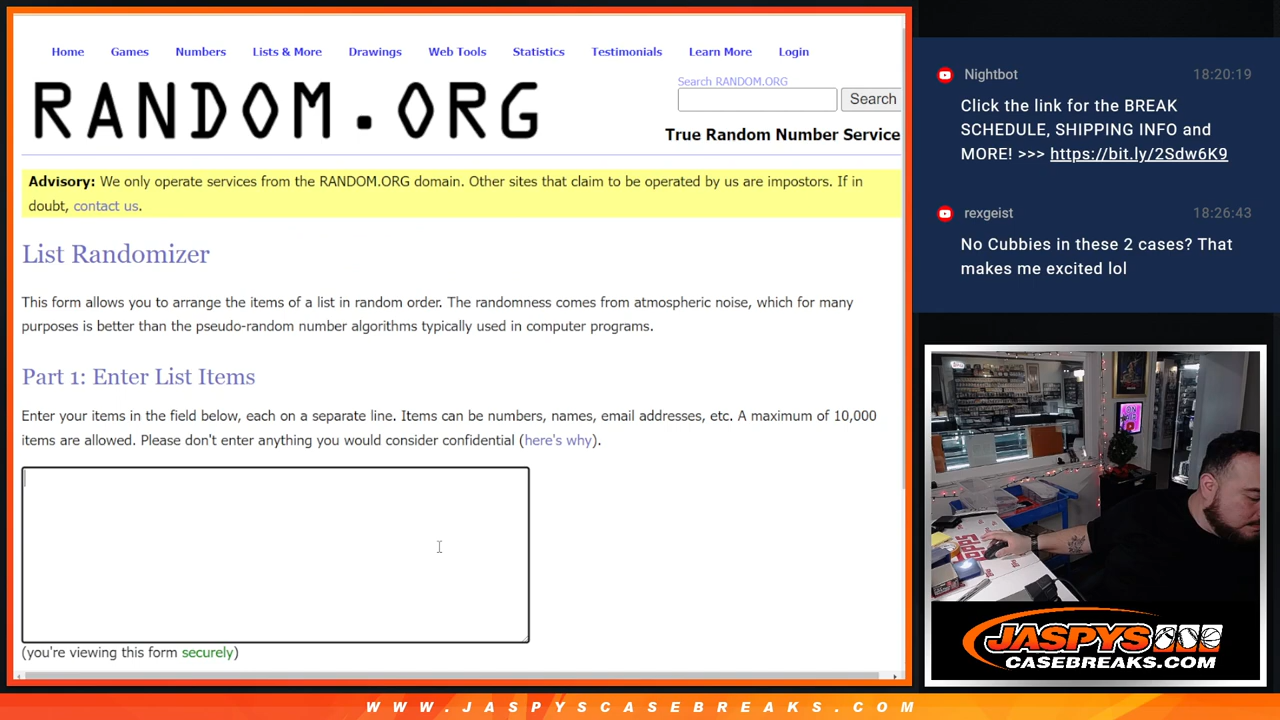 Home Games Numbers Lists & More Drawings Web Tools Statistics Testimonials Learn More Login
RANDOM.ORG
Search RANDOM.ORG
Search
True Random Number Service
Advisory: We only operate services from the RANDOM.ORG domain. Other sites that claim to be operated by us are impostors. If in
doubt, contact us.
List Randomizer
This form allows you to arrange the items of a list in random order. The randomness comes from atmospheric noise, which for many
purposes is better than the pseudo-random number algorithms typically used in computer programs.
Part 1: Enter List Items
Enter your items in the field below, each on a separate line. Items can be numbers, names, email addresses, etc. A maximum of 10,000
items are allowed. Please don't enter anything you would consider confidential (here's why).
(you're viewing this form securely)
Nightbot 18:20:19
Click the link for the BREAK
SCHEDULE, SHIPPING INFO and
MORE! >>> https://bit.ly/2Sdw6K9
rexgeist 18:26:43
No Cubbies in these 2 cases? That
makes me excited lol
JASPYS
CASEBREAKS.COM
WWW.JASPYSCASEBREAKS.COM